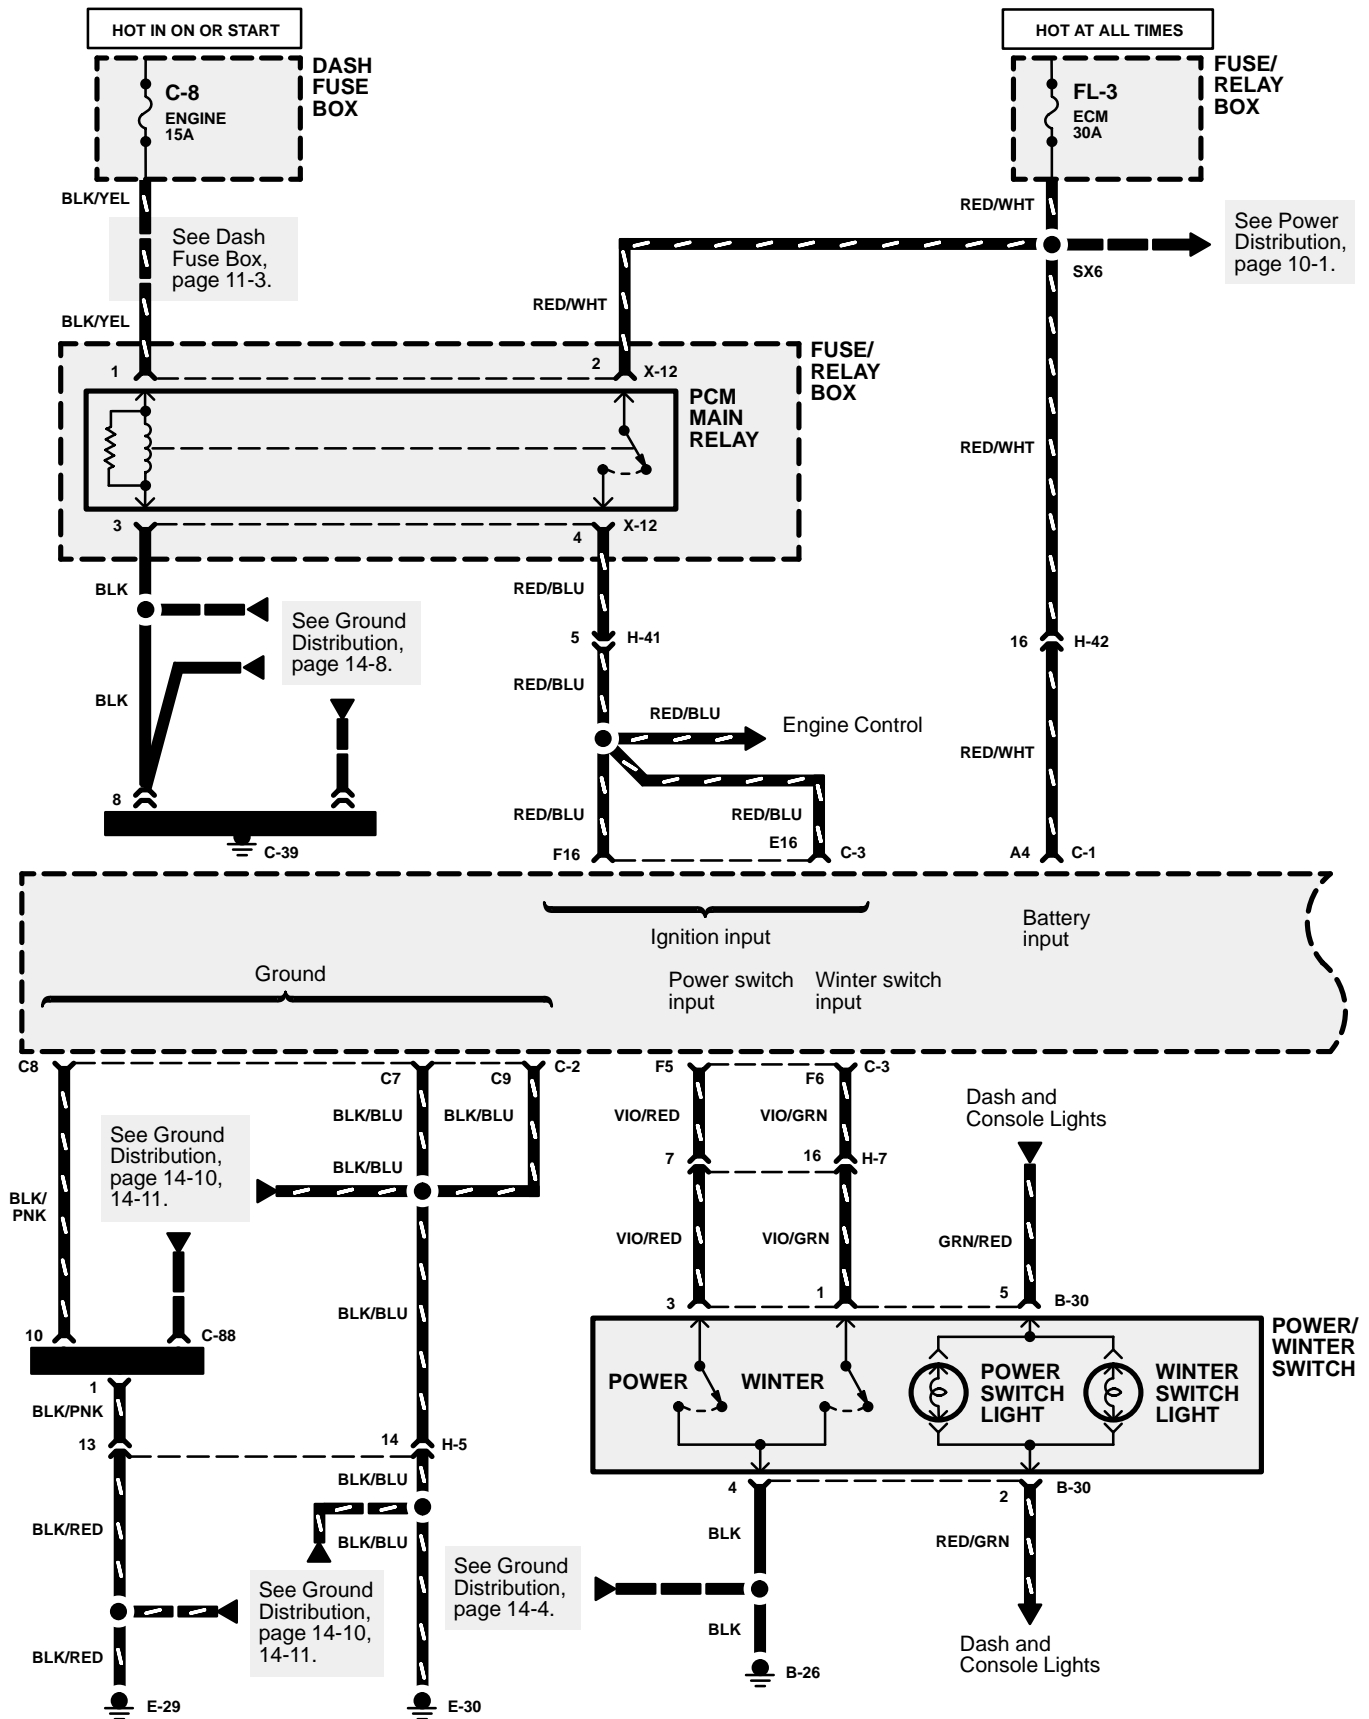 HOT IN ON OR START
HOT AT ALL TIMES
DASH
FUSE
BOX
C-8
ENGINE
15A
FUSE/
RELAY
BOX
FL-3
ECM
30A
BLK/YEL
RED/WHT
See Dash
Fuse Box,
page 11-3.
See Power
Distribution,
page 10-1.
SX6
RED/WHT
BLK/YEL
FUSE/
RELAY
BOX
1
2
X-12
PCM
MAIN
RELAY
RED/WHT
3
X-12
4
BLK
RED/BLU
See Ground
Distribution,
page 14-8.
5
H-41
16
H-42
RED/BLU
BLK
RED/BLU
Engine Control
RED/WHT
8
RED/BLU
RED/BLU
E16
C-39
F16
C-3
A4
C-1
Ignition input
Battery
input
Ground
Power switch
input
Winter switch
input
C8
C7
C9
C-2
F5
F6
C-3
BLK/BLU
BLK/BLU
VIO/RED
VIO/GRN
Dash and
Console Lights
See Ground
Distribution,
page 14-10,
14-11.
BLK/BLU
7
16
H-7
BLK/
PNK
VIO/RED
VIO/GRN
GRN/RED
BLK/BLU
3
1
5
B-30
10
C-88
POWER/
WINTER
SWITCH
POWER
WINTER
POWER
SWITCH
LIGHT
WINTER
SWITCH
LIGHT
1
BLK/PNK
13
14
H-5
BLK/BLU
4
2
B-30
BLK/RED
BLK/BLU
BLK
RED/GRN
See Ground
Distribution,
page 14-4.
See Ground
Distribution,
page 14-10,
14-11.
BLK
BLK/RED
Dash and
Console Lights
B-26
E-29
E-30